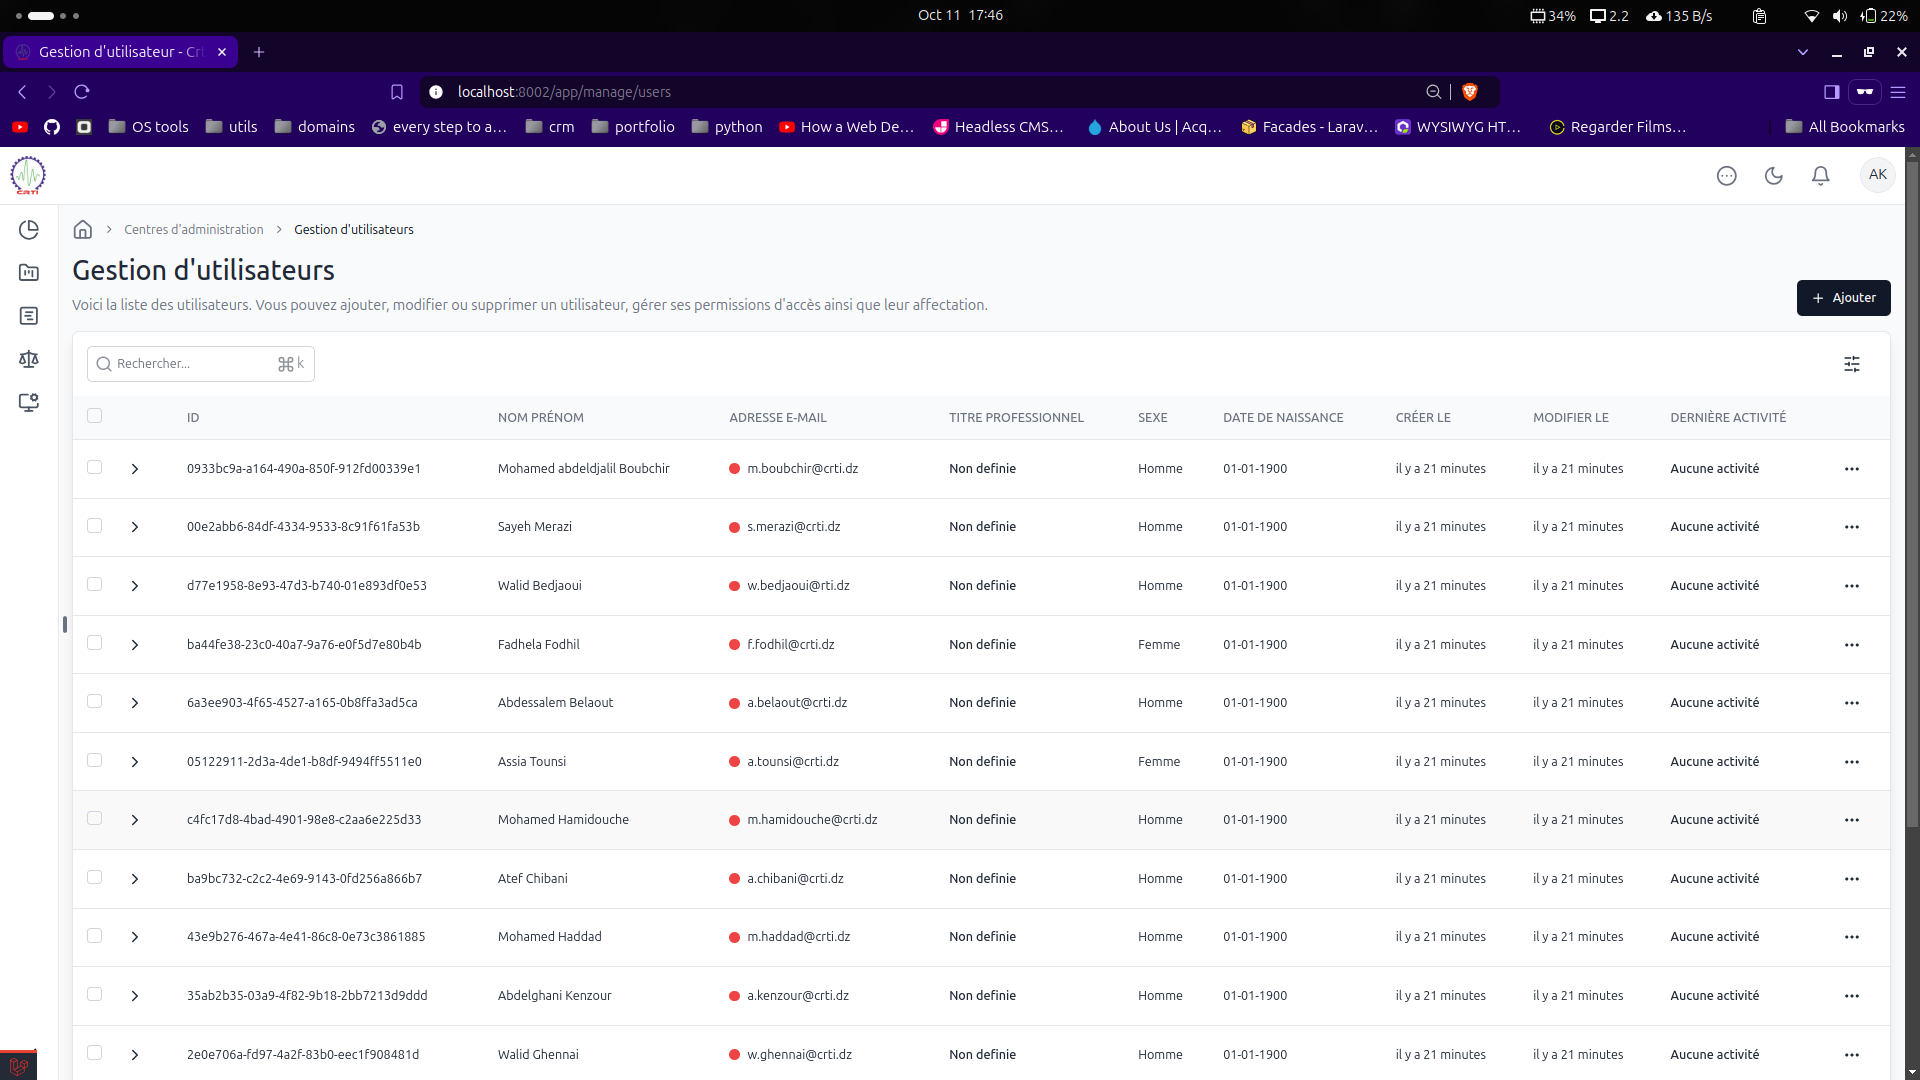 Oct 11 17:46
34% 2.2 135 B/s 22%
Gestion d'utilisateur - Crt
localhost:8002/app/manage/users
OS tools utils domains every step to a... crm portfolio python How a Web De... Headless CMS... About Us | Acq... Facades - Larav... WYSIWYG HT... Regarder Films... All Bookmarks
CRTI
AK
Centres d'administration Gestion d'utilisateurs
Gestion d'utilisateurs
Voici la liste des utilisateurs. Vous pouvez ajouter, modifier ou supprimer un utilisateur, gérer ses permissions d'accès ainsi que leur affectation.
+ Ajouter
Rechercher... ⌘ k
ID NOM PRÉNOM ADRESSE E-MAIL TITRE PROFESSIONNEL SEXE DATE DE NAISSANCE CRÉER LE MODIFIER LE DERNIÈRE ACTIVITÉ
0933bc9a-a164-490a-850f-912fd00339e1 Mohamed abdeldjalil Boubchir m.boubchir@crti.dz Non definie Homme 01-01-1900 il y a 21 minutes il y a 21 minutes Aucune activité
00e2abb6-84df-4334-9533-8c91f61fa53b Sayeh Merazi s.merazi@crti.dz Non definie Homme 01-01-1900 il y a 21 minutes il y a 21 minutes Aucune activité
d77e1958-8e93-47d3-b740-01e893df0e53 Walid Bedjaoui w.bedjaoui@rti.dz Non definie Homme 01-01-1900 il y a 21 minutes il y a 21 minutes Aucune activité
ba44fe38-23c0-40a7-9a76-e0f5d7e80b4b Fadhela Fodhil f.fodhil@crti.dz Non definie Femme 01-01-1900 il y a 21 minutes il y a 21 minutes Aucune activité
6a3ee903-4f65-4527-a165-0b8ffa3ad5ca Abdessalem Belaout a.belaout@crti.dz Non definie Homme 01-01-1900 il y a 21 minutes il y a 21 minutes Aucune activité
05122911-2d3a-4de1-b8df-9494ff5511e0 Assia Tounsi a.tounsi@crti.dz Non definie Femme 01-01-1900 il y a 21 minutes il y a 21 minutes Aucune activité
c4fc17d8-4bad-4901-98e8-c2aa6e225d33 Mohamed Hamidouche m.hamidouche@crti.dz Non definie Homme 01-01-1900 il y a 21 minutes il y a 21 minutes Aucune activité
ba9bc732-c2c2-4e69-9143-0fd256a866b7 Atef Chibani a.chibani@crti.dz Non definie Homme 01-01-1900 il y a 21 minutes il y a 21 minutes Aucune activité
43e9b276-467a-4e41-86c8-0e73c3861885 Mohamed Haddad m.haddad@crti.dz Non definie Homme 01-01-1900 il y a 21 minutes il y a 21 minutes Aucune activité
35ab2b35-03a9-4f82-9b18-2bb7213d9ddd Abdelghani Kenzour a.kenzour@crti.dz Non definie Homme 01-01-1900 il y a 21 minutes il y a 21 minutes Aucune activité
2e0e706a-fd97-4a2f-83b0-eec1f908481d Walid Ghennai w.ghennai@crti.dz Non definie Homme 01-01-1900 il y a 21 minutes il y a 21 minutes Aucune activité